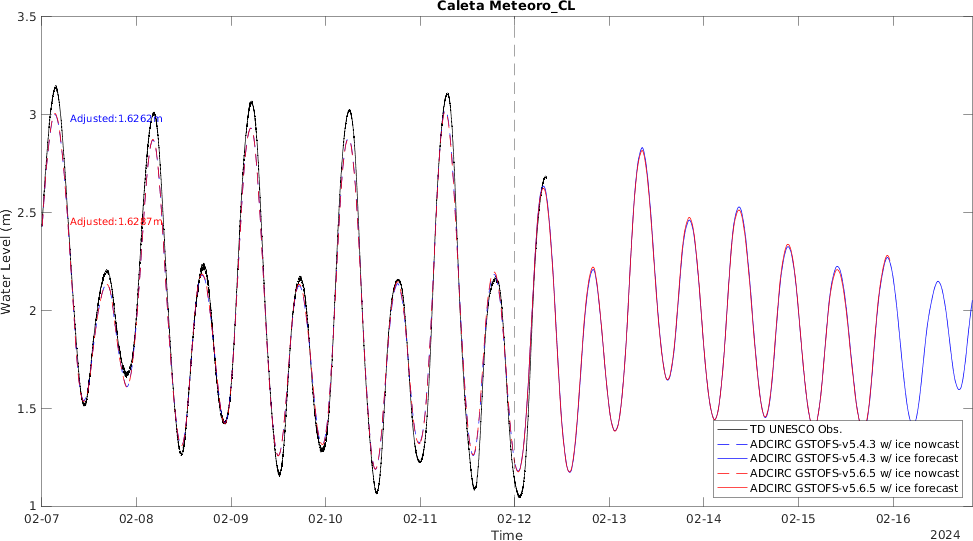 Caleta Meteoro_CL
3.5
3
2.5
2
1.5
1
Water Level (m)
Adjusted:1.6262m
Adjusted:1.6287m
TD UNESCO Obs.
ADCIRC GSTOFS-v5.4.3 w/ ice nowcast
ADCIRC GSTOFS-v5.4.3 w/ ice forecast
ADCIRC GSTOFS-v5.6.5 w/ ice nowcast
ADCIRC GSTOFS-v5.6.5 w/ ice forecast
02-07 02-08 02-09 02-10 02-11 02-12 02-13 02-14 02-15 02-16
Time
2024